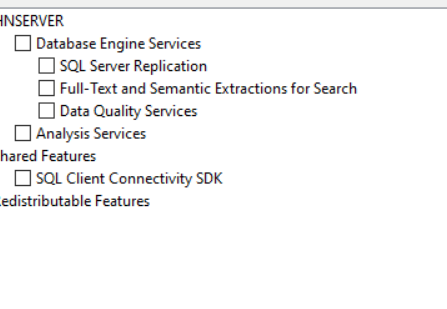 HNSERVER
Database Engine Services
SQL Server Replication
Full-Text and Semantic Extractions for Search
Data Quality Services
Analysis Services
hared Features
SQL Client Connectivity SDK
edistributable Features